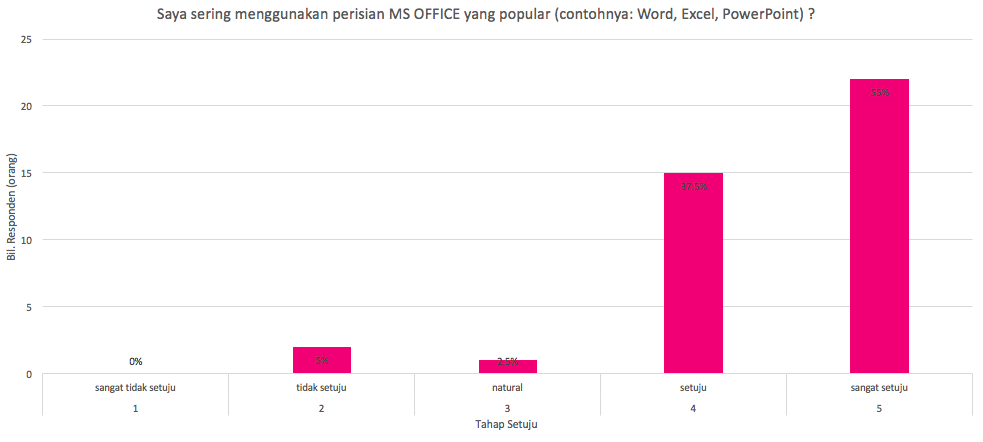 Saya sering menggunakan perisian MS OFFICE yang popular (contohnya: Word, Excel, PowerPoint) ?
25
20
15
10
5
0
Bil. Responden (orang)
0%
5%
2.5%
37.5%
55%
sangat tidak setuju
tidak setuju
natural
setuju
sangat setuju
1
2
3
4
5
Tahap Setuju